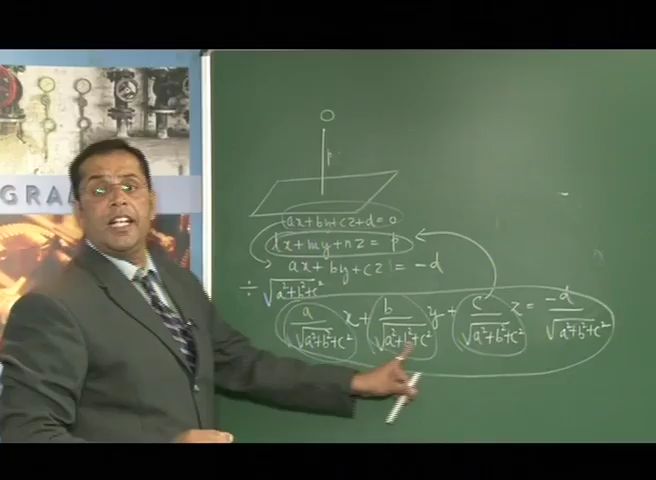 O
p
GRA
ax+by+cz+d=0
lx+my+nz = p
ax+by+cz = -d
÷ √a²+b²+c²
a/√a²+b²+c² x + b/√a²+b²+c² y + c/√a²+b²+c² z = -d/√a²+b²+c²